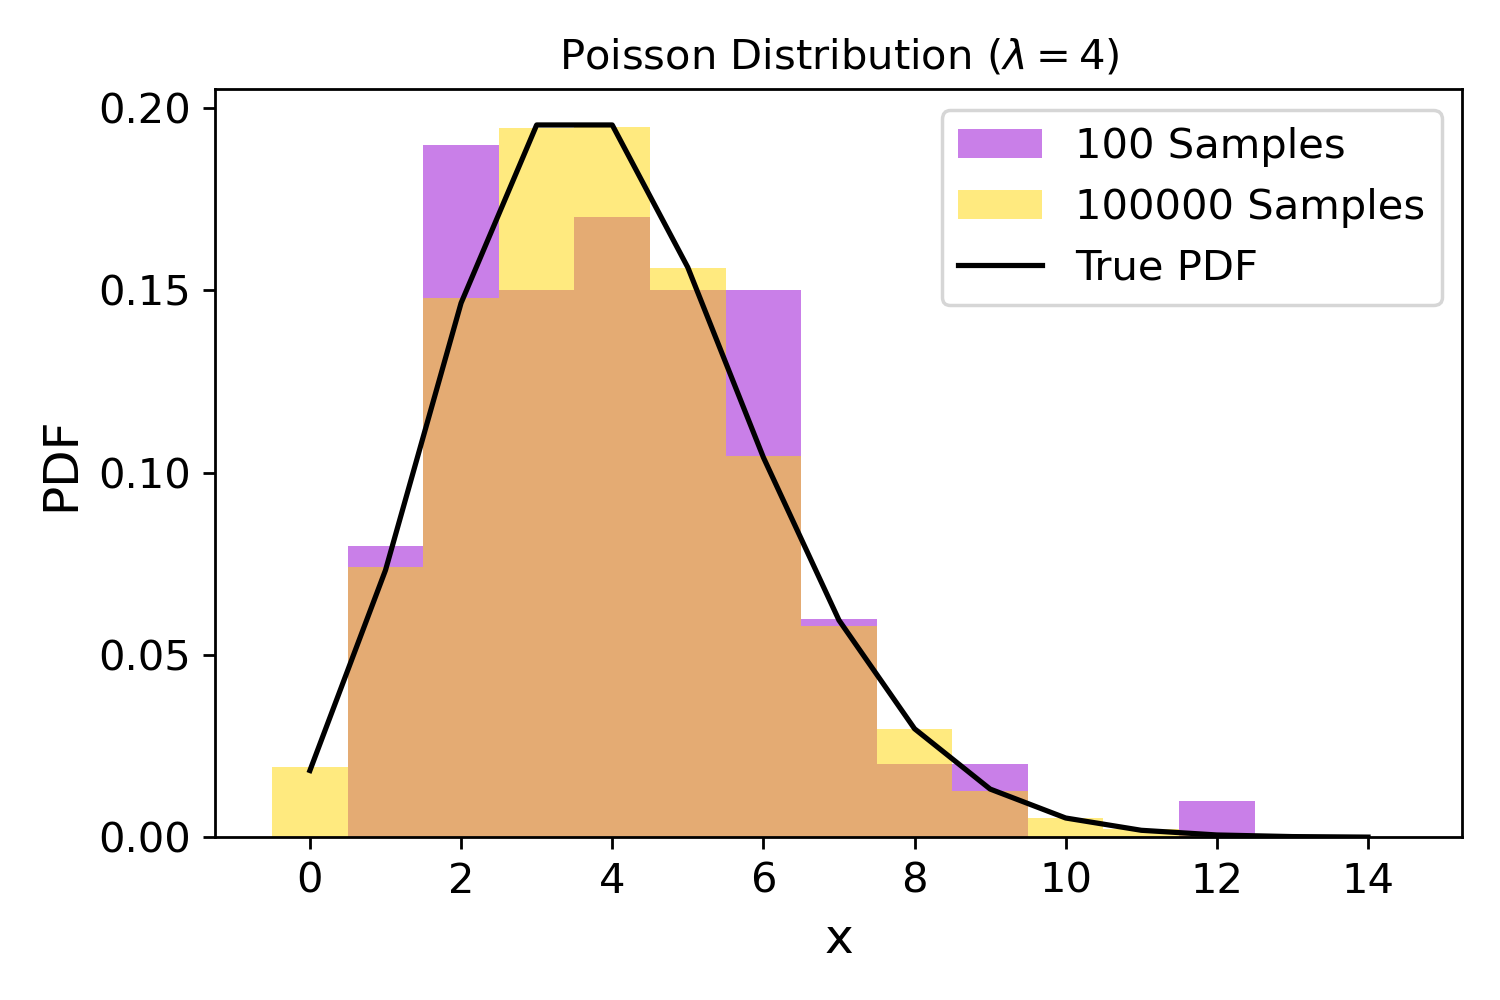 Poisson Distribution (λ = 4)
0.20
0.15
0.10
0.05
0.00
PDF
100 Samples
100000 Samples
True PDF
0 2 4 6 8 10 12 14
x